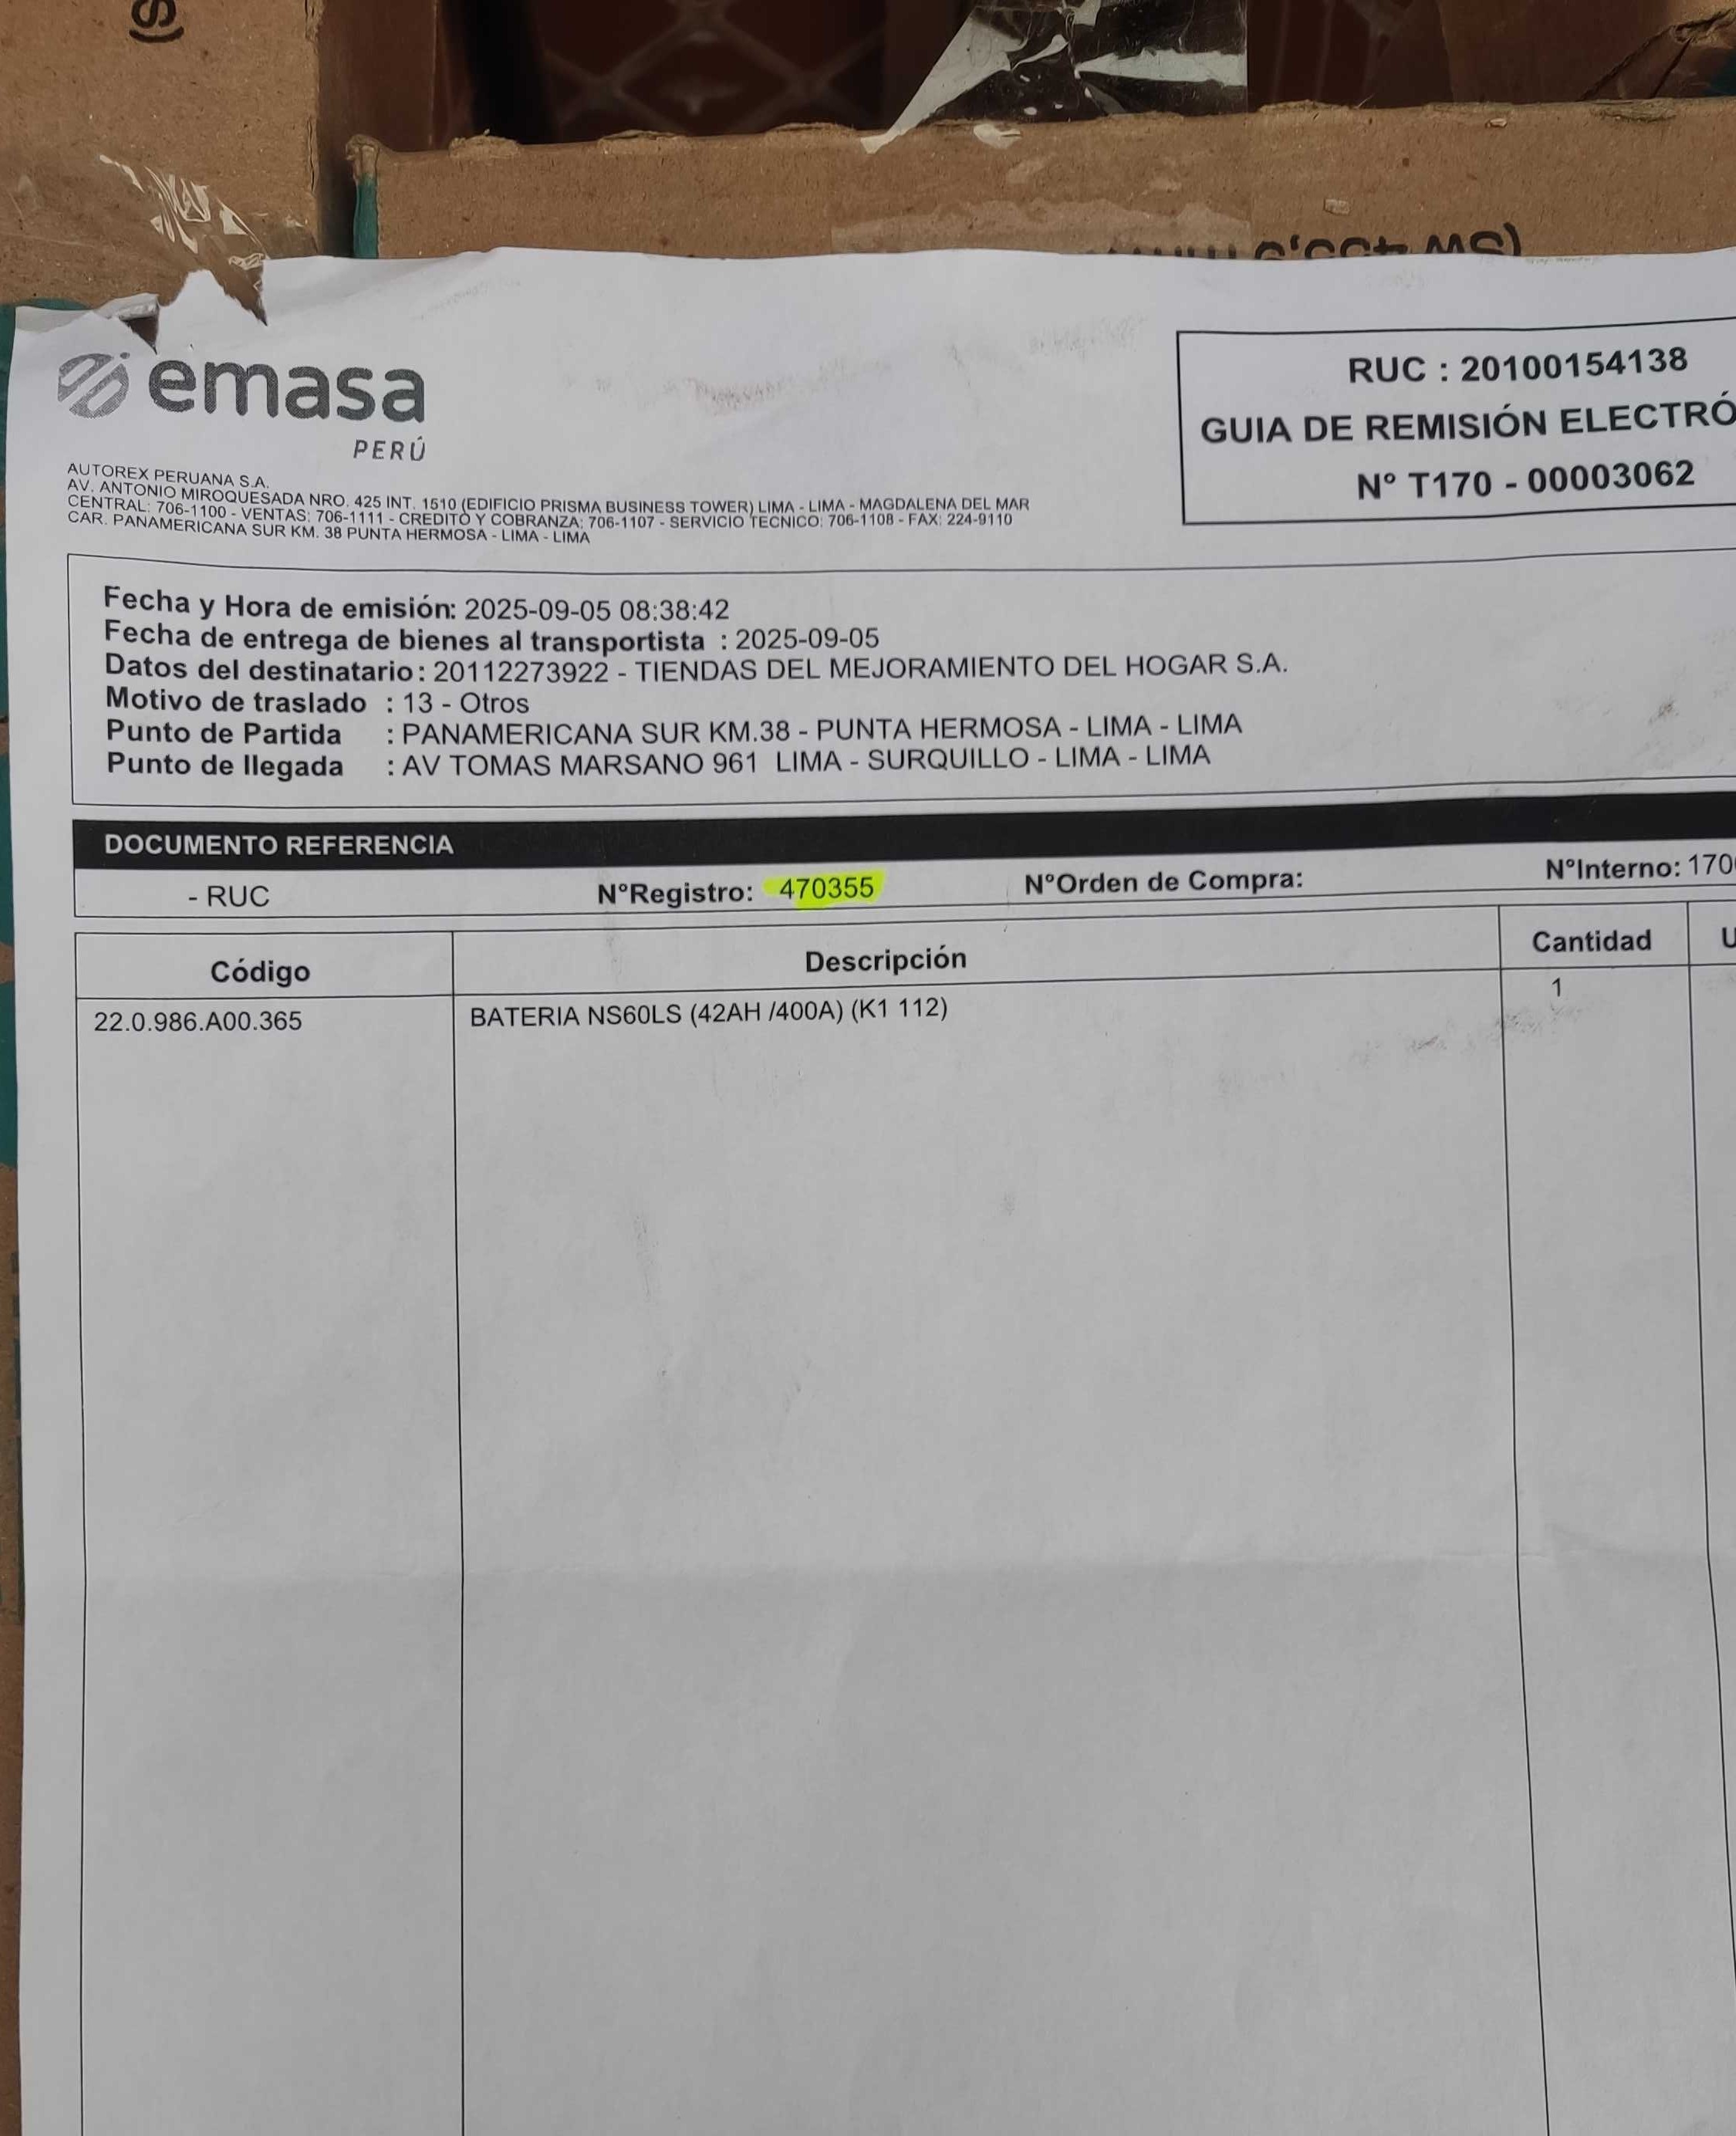 emasa
PERÚ
AUTOREX PERUANA S.A.
AV. ANTONIO MIROQUESADA NRO. 425 INT. 1510 (EDIFICIO PRISMA BUSINESS TOWER) LIMA - LIMA - MAGDALENA DEL MAR
CENTRAL: 706-1100 - VENTAS: 706-1111 - CREDITO Y COBRANZA: 706-1107 - SERVICIO TECNICO: 706-1108 - FAX: 224-9110
CAR. PANAMERICANA SUR KM. 38 PUNTA HERMOSA - LIMA - LIMA
RUC : 20100154138
GUIA DE REMISIÓN ELECTRÓ
N° T170 - 00003062
Fecha y Hora de emisión: 2025-09-05 08:38:42
Fecha de entrega de bienes al transportista : 2025-09-05
Datos del destinatario : 20112273922 - TIENDAS DEL MEJORAMIENTO DEL HOGAR S.A.
Motivo de traslado : 13 - Otros
Punto de Partida : PANAMERICANA SUR KM.38 - PUNTA HERMOSA - LIMA - LIMA
Punto de llegada : AV TOMAS MARSANO 961 LIMA - SURQUILLO - LIMA - LIMA
DOCUMENTO REFERENCIA
- RUC N°Registro: 470355 N°Orden de Compra: N°Interno: 170
Código Descripción Cantidad U
22.0.986.A00.365 BATERIA NS60LS (42AH /400A) (K1 112) 1